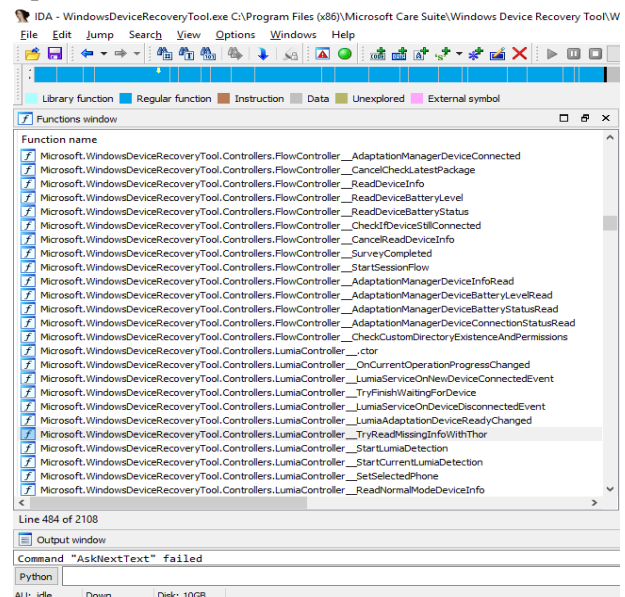 IDA - WindowsDeviceRecoveryTool.exe C:\Program Files (x86)\Microsoft Care Suite\Windows Device Recovery Tool\W
File Edit Jump Search View Options Windows Help
Library function Regular function Instruction Data Unexplored External symbol
Functions window
Function name
Microsoft.WindowsDeviceRecoveryTool.Controllers.FlowController__AdaptationManagerDeviceConnected
Microsoft.WindowsDeviceRecoveryTool.Controllers.FlowController__CancelCheckLatestPackage
Microsoft.WindowsDeviceRecoveryTool.Controllers.FlowController__ReadDeviceInfo
Microsoft.WindowsDeviceRecoveryTool.Controllers.FlowController__ReadDeviceBatteryLevel
Microsoft.WindowsDeviceRecoveryTool.Controllers.FlowController__ReadDeviceBatteryStatus
Microsoft.WindowsDeviceRecoveryTool.Controllers.FlowController__CheckIfDeviceStillConnected
Microsoft.WindowsDeviceRecoveryTool.Controllers.FlowController__CancelReadDeviceInfo
Microsoft.WindowsDeviceRecoveryTool.Controllers.FlowController__SurveyCompleted
Microsoft.WindowsDeviceRecoveryTool.Controllers.FlowController__StartSessionFlow
Microsoft.WindowsDeviceRecoveryTool.Controllers.FlowController__AdaptationManagerDeviceInfoRead
Microsoft.WindowsDeviceRecoveryTool.Controllers.FlowController__AdaptationManagerDeviceBatteryLevelRead
Microsoft.WindowsDeviceRecoveryTool.Controllers.FlowController__AdaptationManagerDeviceBatteryStatusRead
Microsoft.WindowsDeviceRecoveryTool.Controllers.FlowController__AdaptationManagerDeviceConnectionStatusRead
Microsoft.WindowsDeviceRecoveryTool.Controllers.FlowController__CheckCustomDirectoryExistenceAndPermissions
Microsoft.WindowsDeviceRecoveryTool.Controllers.LumiaController__.ctor
Microsoft.WindowsDeviceRecoveryTool.Controllers.LumiaController__OnCurrentOperationProgressChanged
Microsoft.WindowsDeviceRecoveryTool.Controllers.LumiaController__LumiaServiceOnNewDeviceConnectedEvent
Microsoft.WindowsDeviceRecoveryTool.Controllers.LumiaController__TryFinishWaitingForDevice
Microsoft.WindowsDeviceRecoveryTool.Controllers.LumiaController__LumiaServiceOnDeviceDisconnectedEvent
Microsoft.WindowsDeviceRecoveryTool.Controllers.LumiaController__LumiaAdaptationDeviceReadyChanged
Microsoft.WindowsDeviceRecoveryTool.Controllers.LumiaController__TryReadMissingInfoWithThor
Microsoft.WindowsDeviceRecoveryTool.Controllers.LumiaController__StartLumiaDetection
Microsoft.WindowsDeviceRecoveryTool.Controllers.LumiaController__StartCurrentLumiaDetection
Microsoft.WindowsDeviceRecoveryTool.Controllers.LumiaController__SetSelectedPhone
Microsoft.WindowsDeviceRecoveryTool.Controllers.LumiaController__ReadNormalModeDeviceInfo
Line 484 of 2108
Output window
Command "AskNextText" failed
Python
AU: idle Down Disk: 10GB